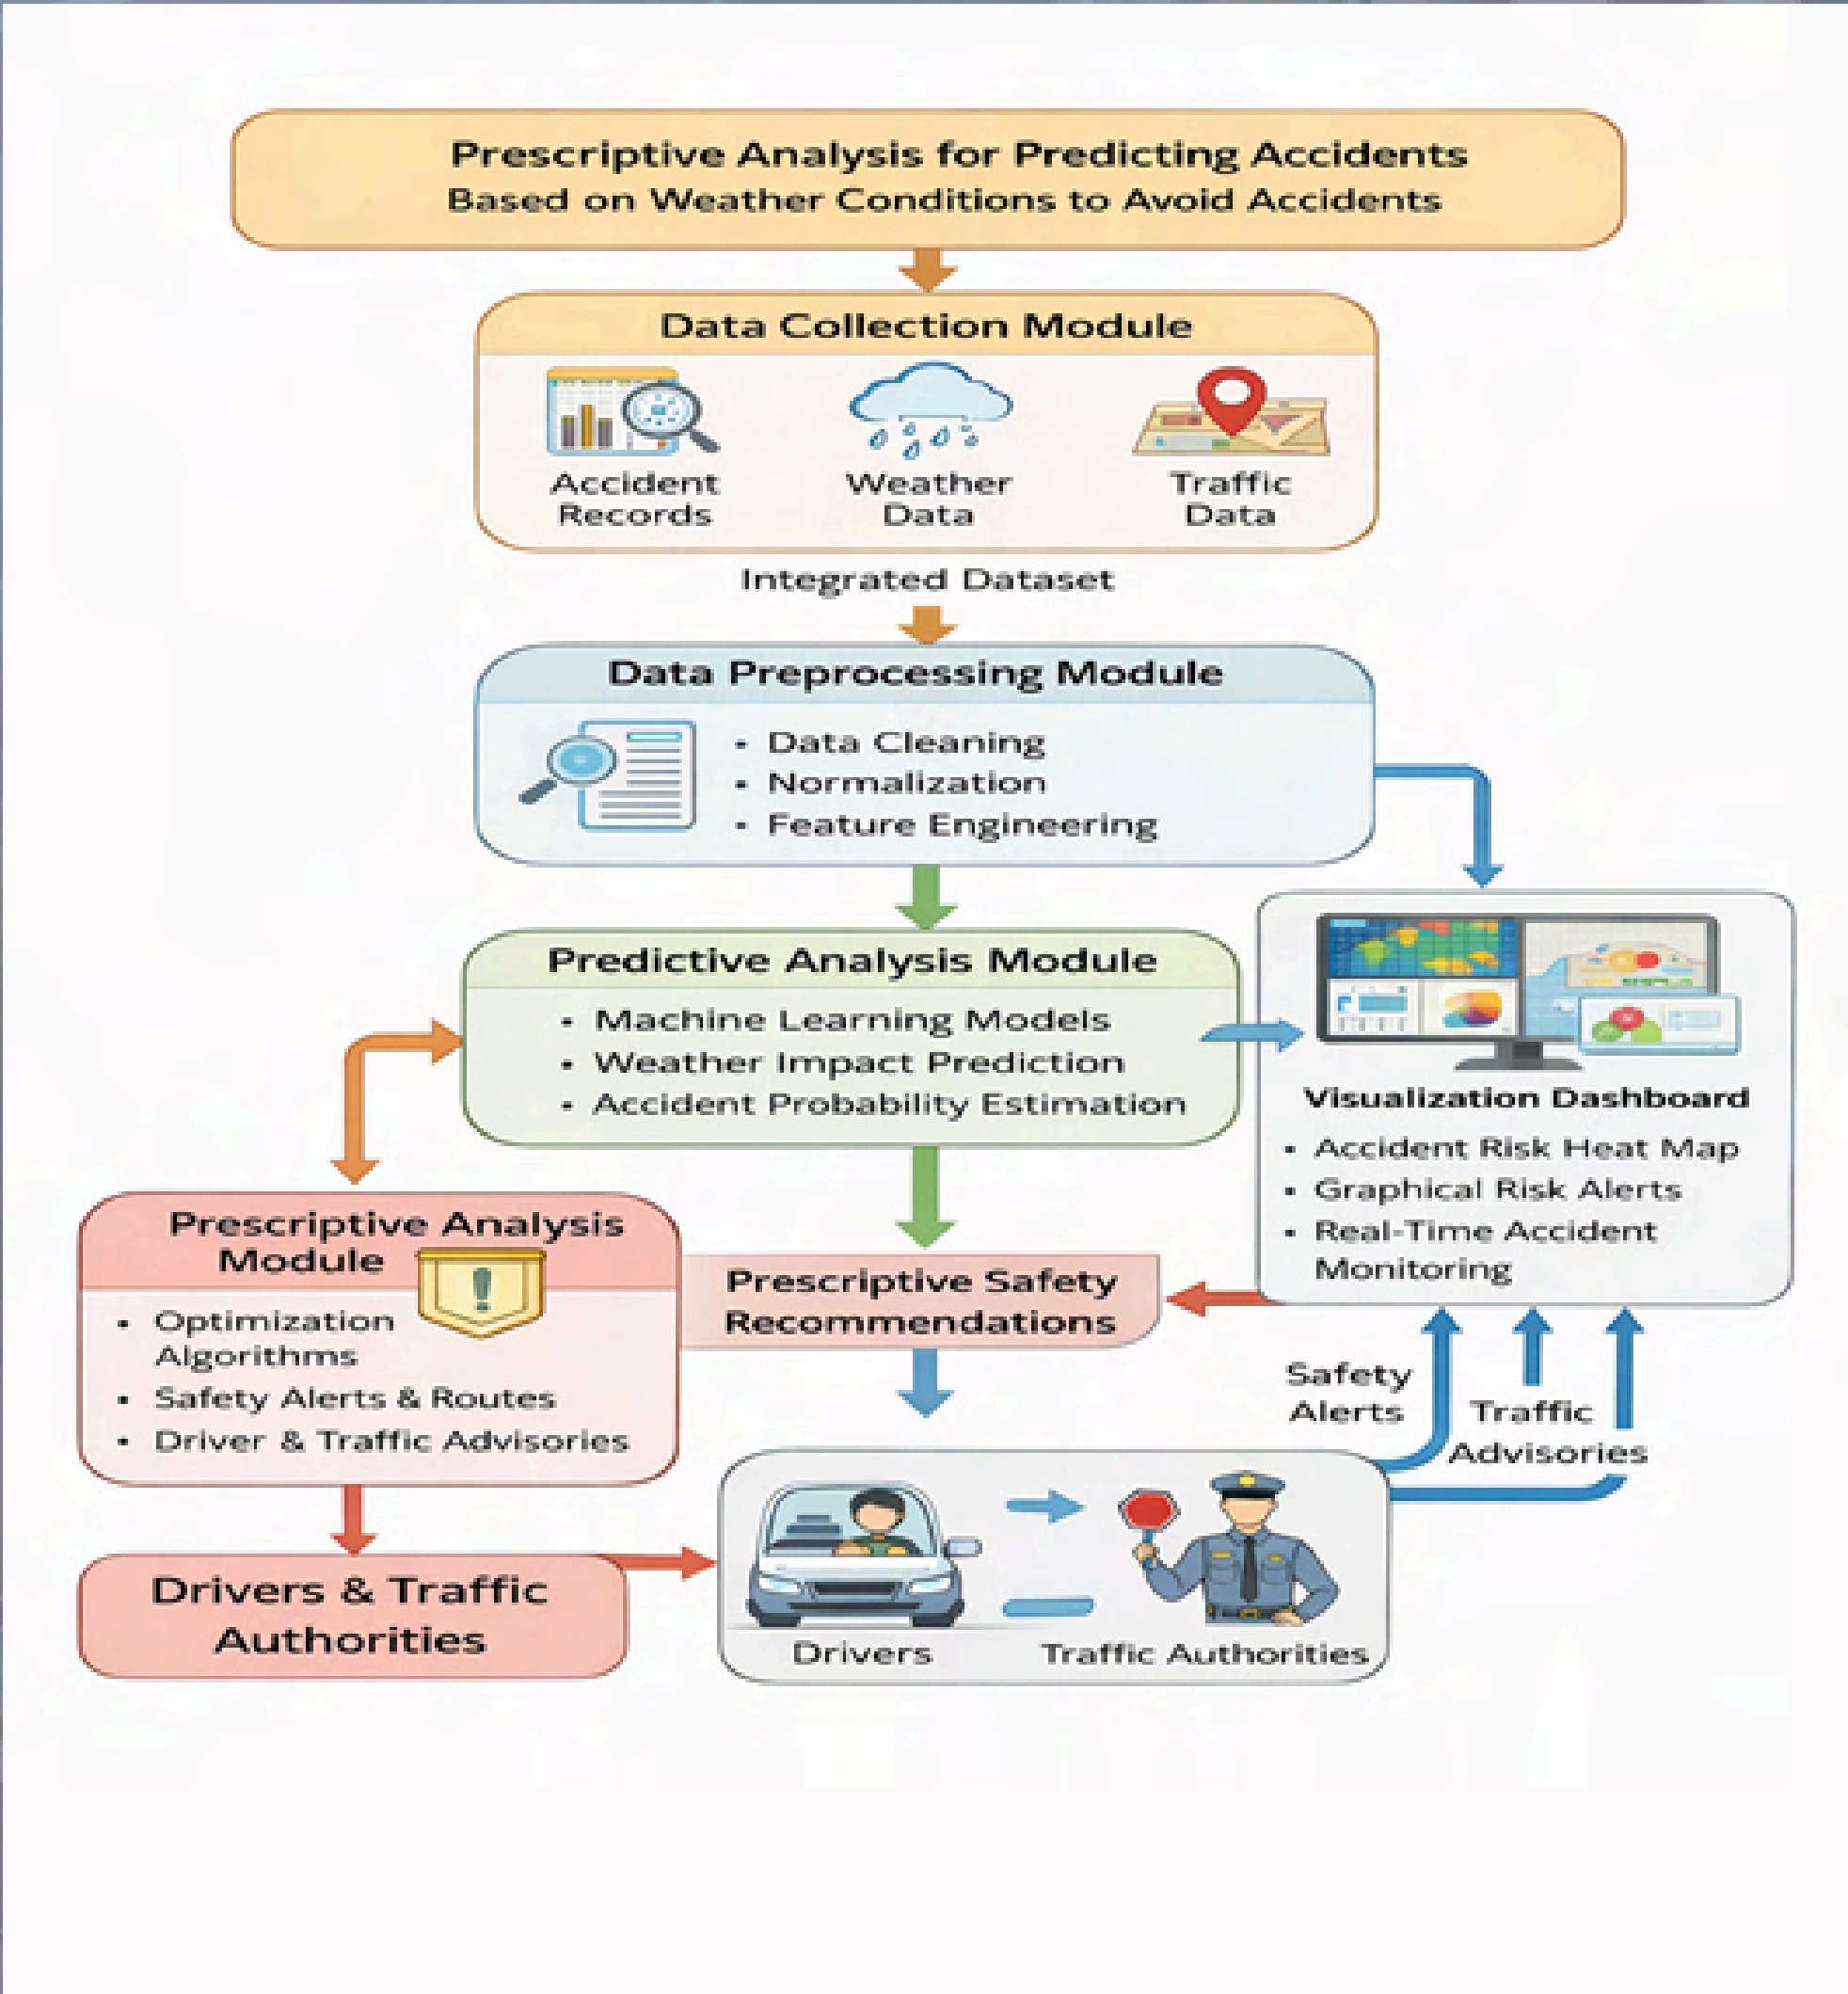 Prescriptive Analysis for Predicting Accidents
Based on Weather Conditions to Avoid Accidents
Data Collection Module
Accident
Records
Weather
Data
Traffic
Data
Integrated Dataset
Data Preprocessing Module
• Data Cleaning
• Normalization
• Feature Engineering
Predictive Analysis Module
• Machine Learning Models
• Weather Impact Prediction
• Accident Probability Estimation
Visualization Dashboard
• Accident Risk Heat Map
• Graphical Risk Alerts
• Real-Time Accident
Monitoring
Prescriptive Analysis
Module
• Optimization
Algorithms
• Safety Alerts & Routes
• Driver & Traffic Advisories
Prescriptive Safety
Recommendations
Safety
Alerts
Traffic
Advisories
Drivers & Traffic
Authorities
Drivers
Traffic Authorities